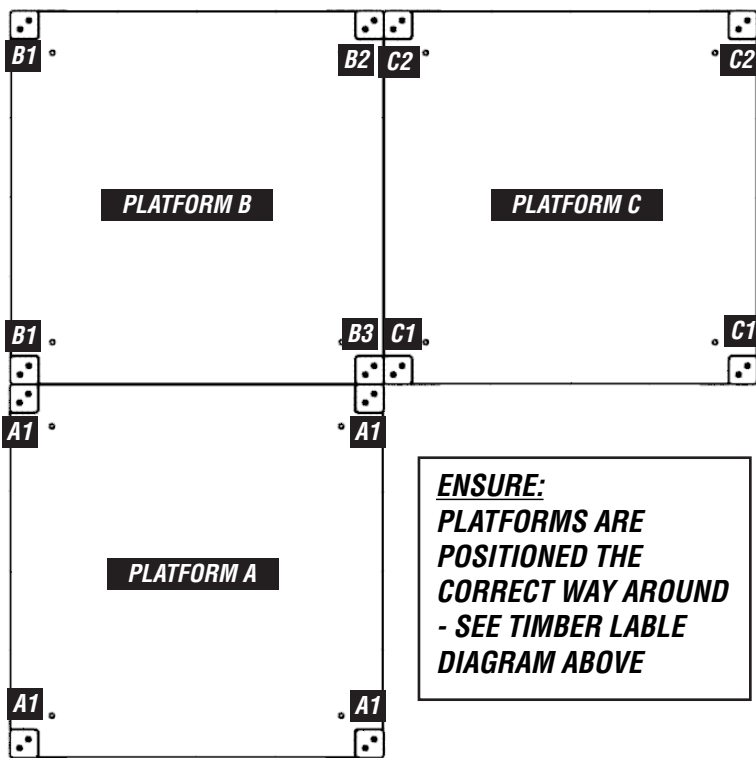 B1
B2
C2
C2
PLATFORM B
PLATFORM C
B1
B3
C1
C1
A1
A1
PLATFORM A
A1
A1
ENSURE:
PLATFORMS ARE
POSITIONED THE
CORRECT WAY AROUND
- SEE TIMBER LABLE
DIAGRAM ABOVE